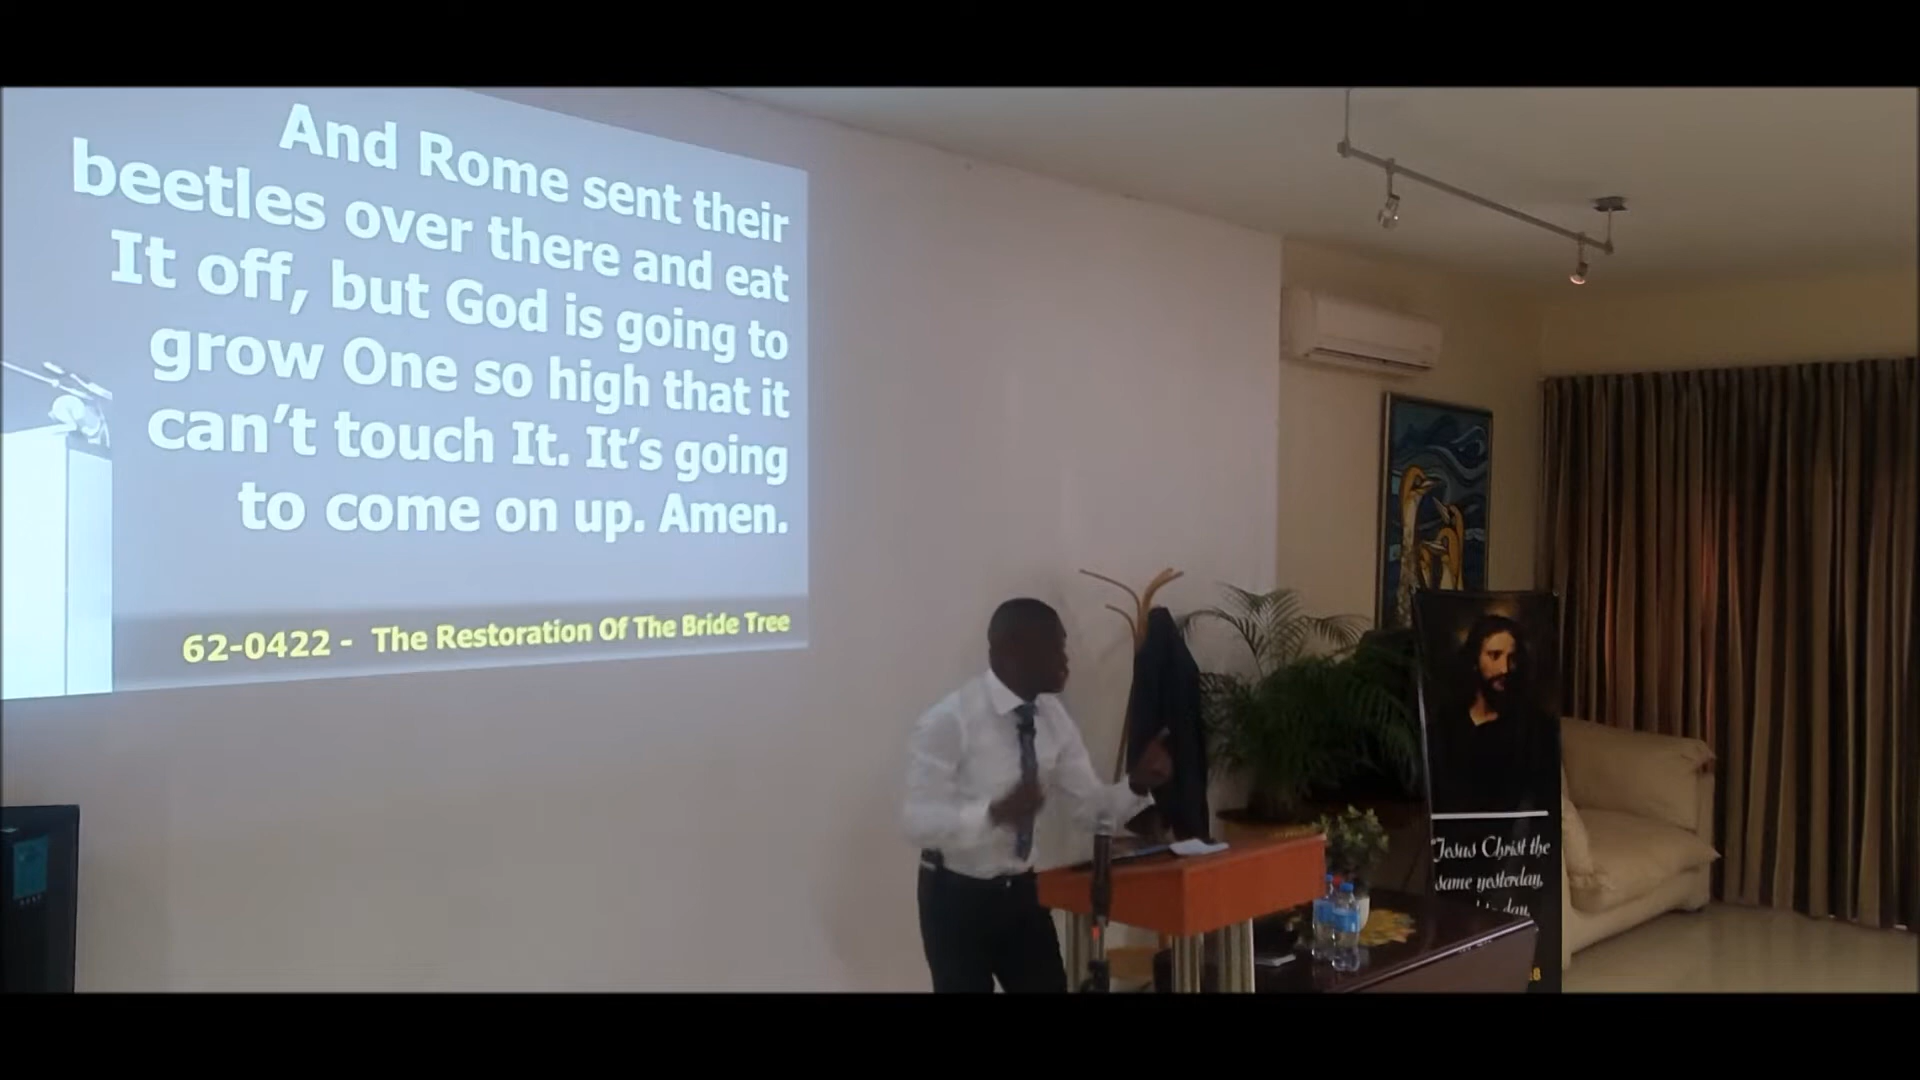 And Rome sent their
beetles over there and eat
It off, but God is going to
grow One so high that it
can't touch It. It's going
to come on up. Amen.
62-0422 - The Restoration Of The Bride Tree
"Jesus Christ the
same yesterday,
day,
:8